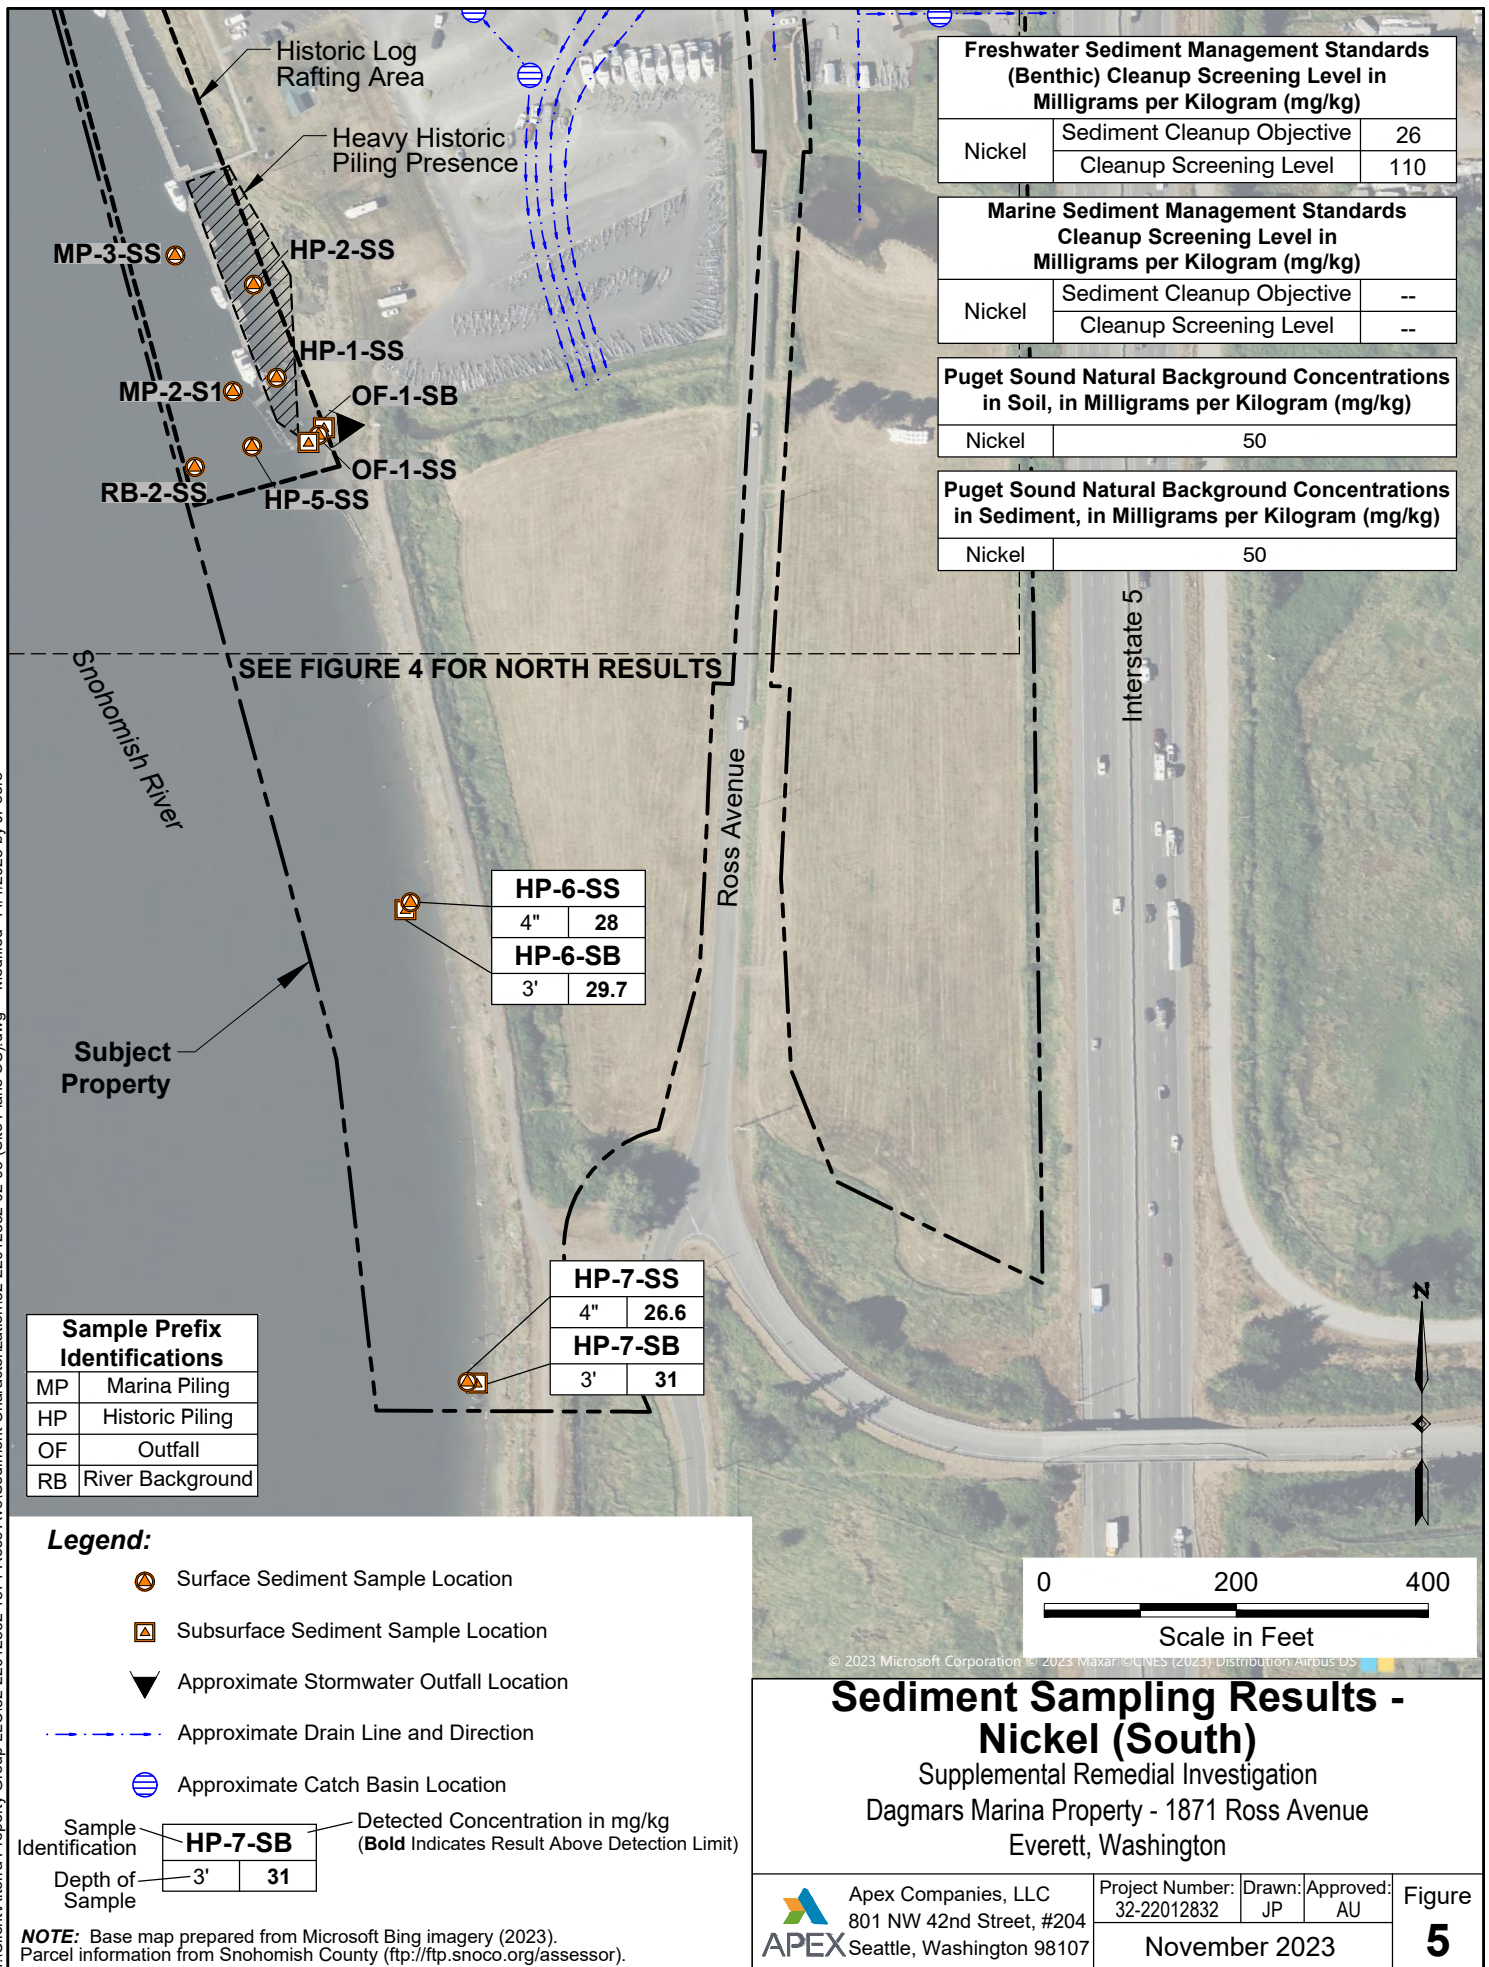 Historic Log
Rafting Area
Heavy Historic
Piling Presence
MP-3-SS
HP-2-SS
HP-1-SS
MP-2-S1
OF-1-SB
OF-1-SS
RB-2-SS
HP-5-SS
Freshwater Sediment Management Standards
(Benthic) Cleanup Screening Level in
Milligrams per Kilogram (mg/kg)
Nickel
Sediment Cleanup Objective 26
Cleanup Screening Level 110
Marine Sediment Management Standards
Cleanup Screening Level in
Milligrams per Kilogram (mg/kg)
Nickel
Sediment Cleanup Objective --
Cleanup Screening Level --
Puget Sound Natural Background Concentrations
in Soil, in Milligrams per Kilogram (mg/kg)
Nickel 50
Puget Sound Natural Background Concentrations
in Sediment, in Milligrams per Kilogram (mg/kg)
Nickel 50
SEE FIGURE 4 FOR NORTH RESULTS
Snohomish River
Ross Avenue
Interstate 5
HP-6-SS
4" 28
HP-6-SB
3' 29.7
Subject
Property
HP-7-SS
4" 26.6
HP-7-SB
3' 31
Sample Prefix
Identifications
MP Marina Piling
HP Historic Piling
OF Outfall
RB River Background
N
Legend:
Surface Sediment Sample Location
Subsurface Sediment Sample Location
Approximate Stormwater Outfall Location
Approximate Drain Line and Direction
Approximate Catch Basin Location
Sample
Identification
HP-7-SB
3' 31
Depth of
Sample
Detected Concentration in mg/kg
(Bold Indicates Result Above Detection Limit)
NOTE: Base map prepared from Microsoft Bing imagery (2023).
Parcel information from Snohomish County (ftp://ftp.snoco.org/assessor).
0 200 400
Scale in Feet
© 2023 Microsoft Corporation © 2023 Maxar ©CNES (2023) Distribution Airbus DS
Sediment Sampling Results -
Nickel (South)
Supplemental Remedial Investigation
Dagmars Marina Property - 1871 Ross Avenue
Everett, Washington
APEX
Apex Companies, LLC
801 NW 42nd Street, #204
Seattle, Washington 98107
Project Number:
32-22012832
Drawn:
JP
Approved:
AU
November 2023
Figure
5